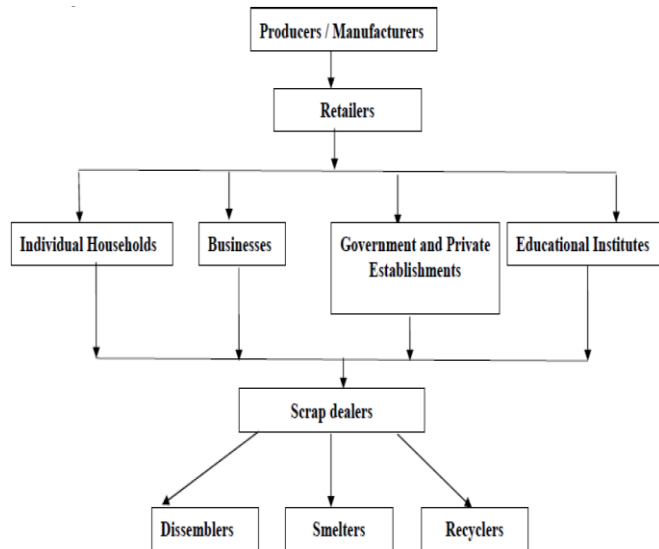 Producers / Manufacturers
Retailers
Individual Households
Businesses
Government and Private
Establishments
Educational Institutes
Scrap dealers
Dissemblers
Smelters
Recyclers